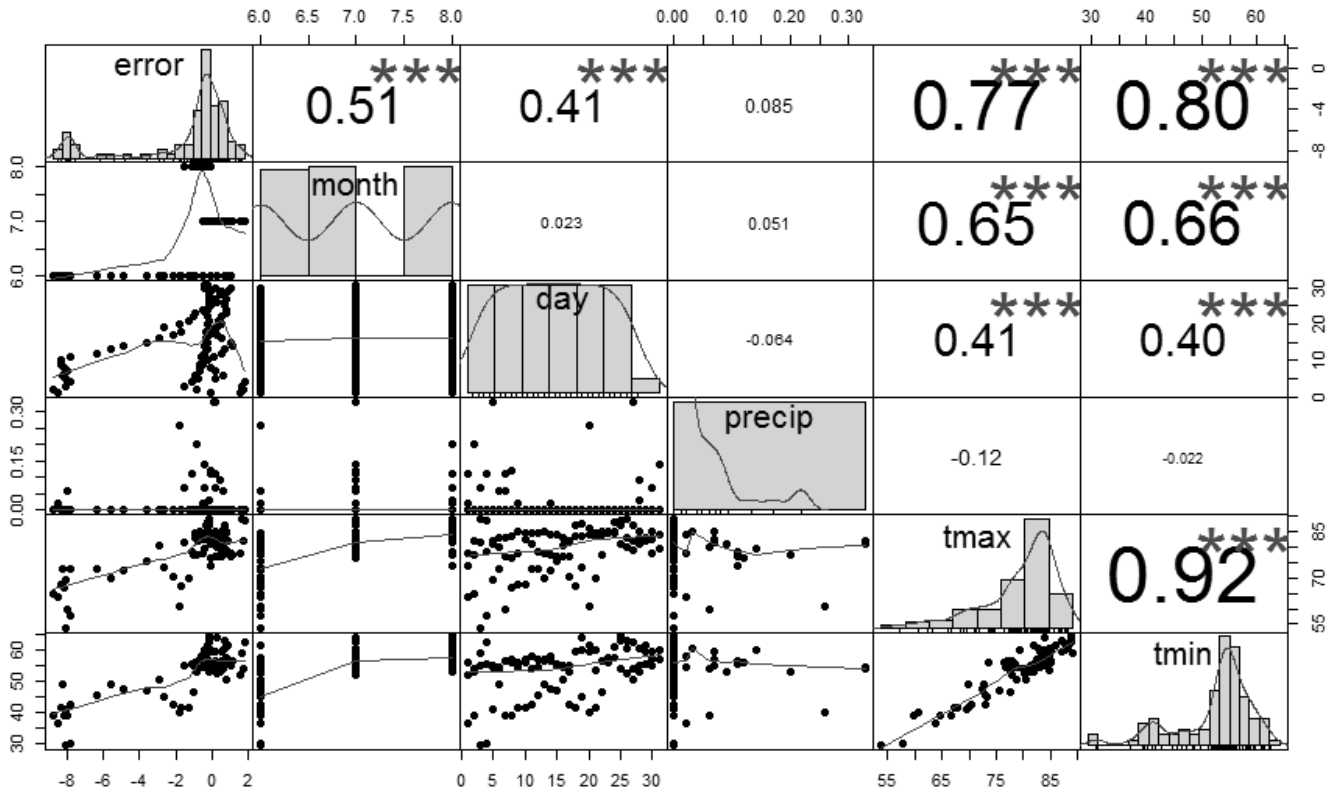 6.0 6.5 7.0 7.5 8.0 0.00 0.10 0.20 0.30 30 40 50 60
error 0.51 *** 0.41 *** 0.085 0.77 *** 0.80 *** 0 -4 -8
8.0 7.0 6.0 month 0.023 0.051 0.65 *** 0.66 ***
day -0.064 0.41 *** 0.40 *** 30 20 10 0
0.30 0.15 0.00 precip -0.12 -0.022
tmax 0.92 *** 85 70 55
60 50 40 30 tmin
-8 -6 -4 -2 0 2 0 5 10 15 20 25 30 55 65 75 85